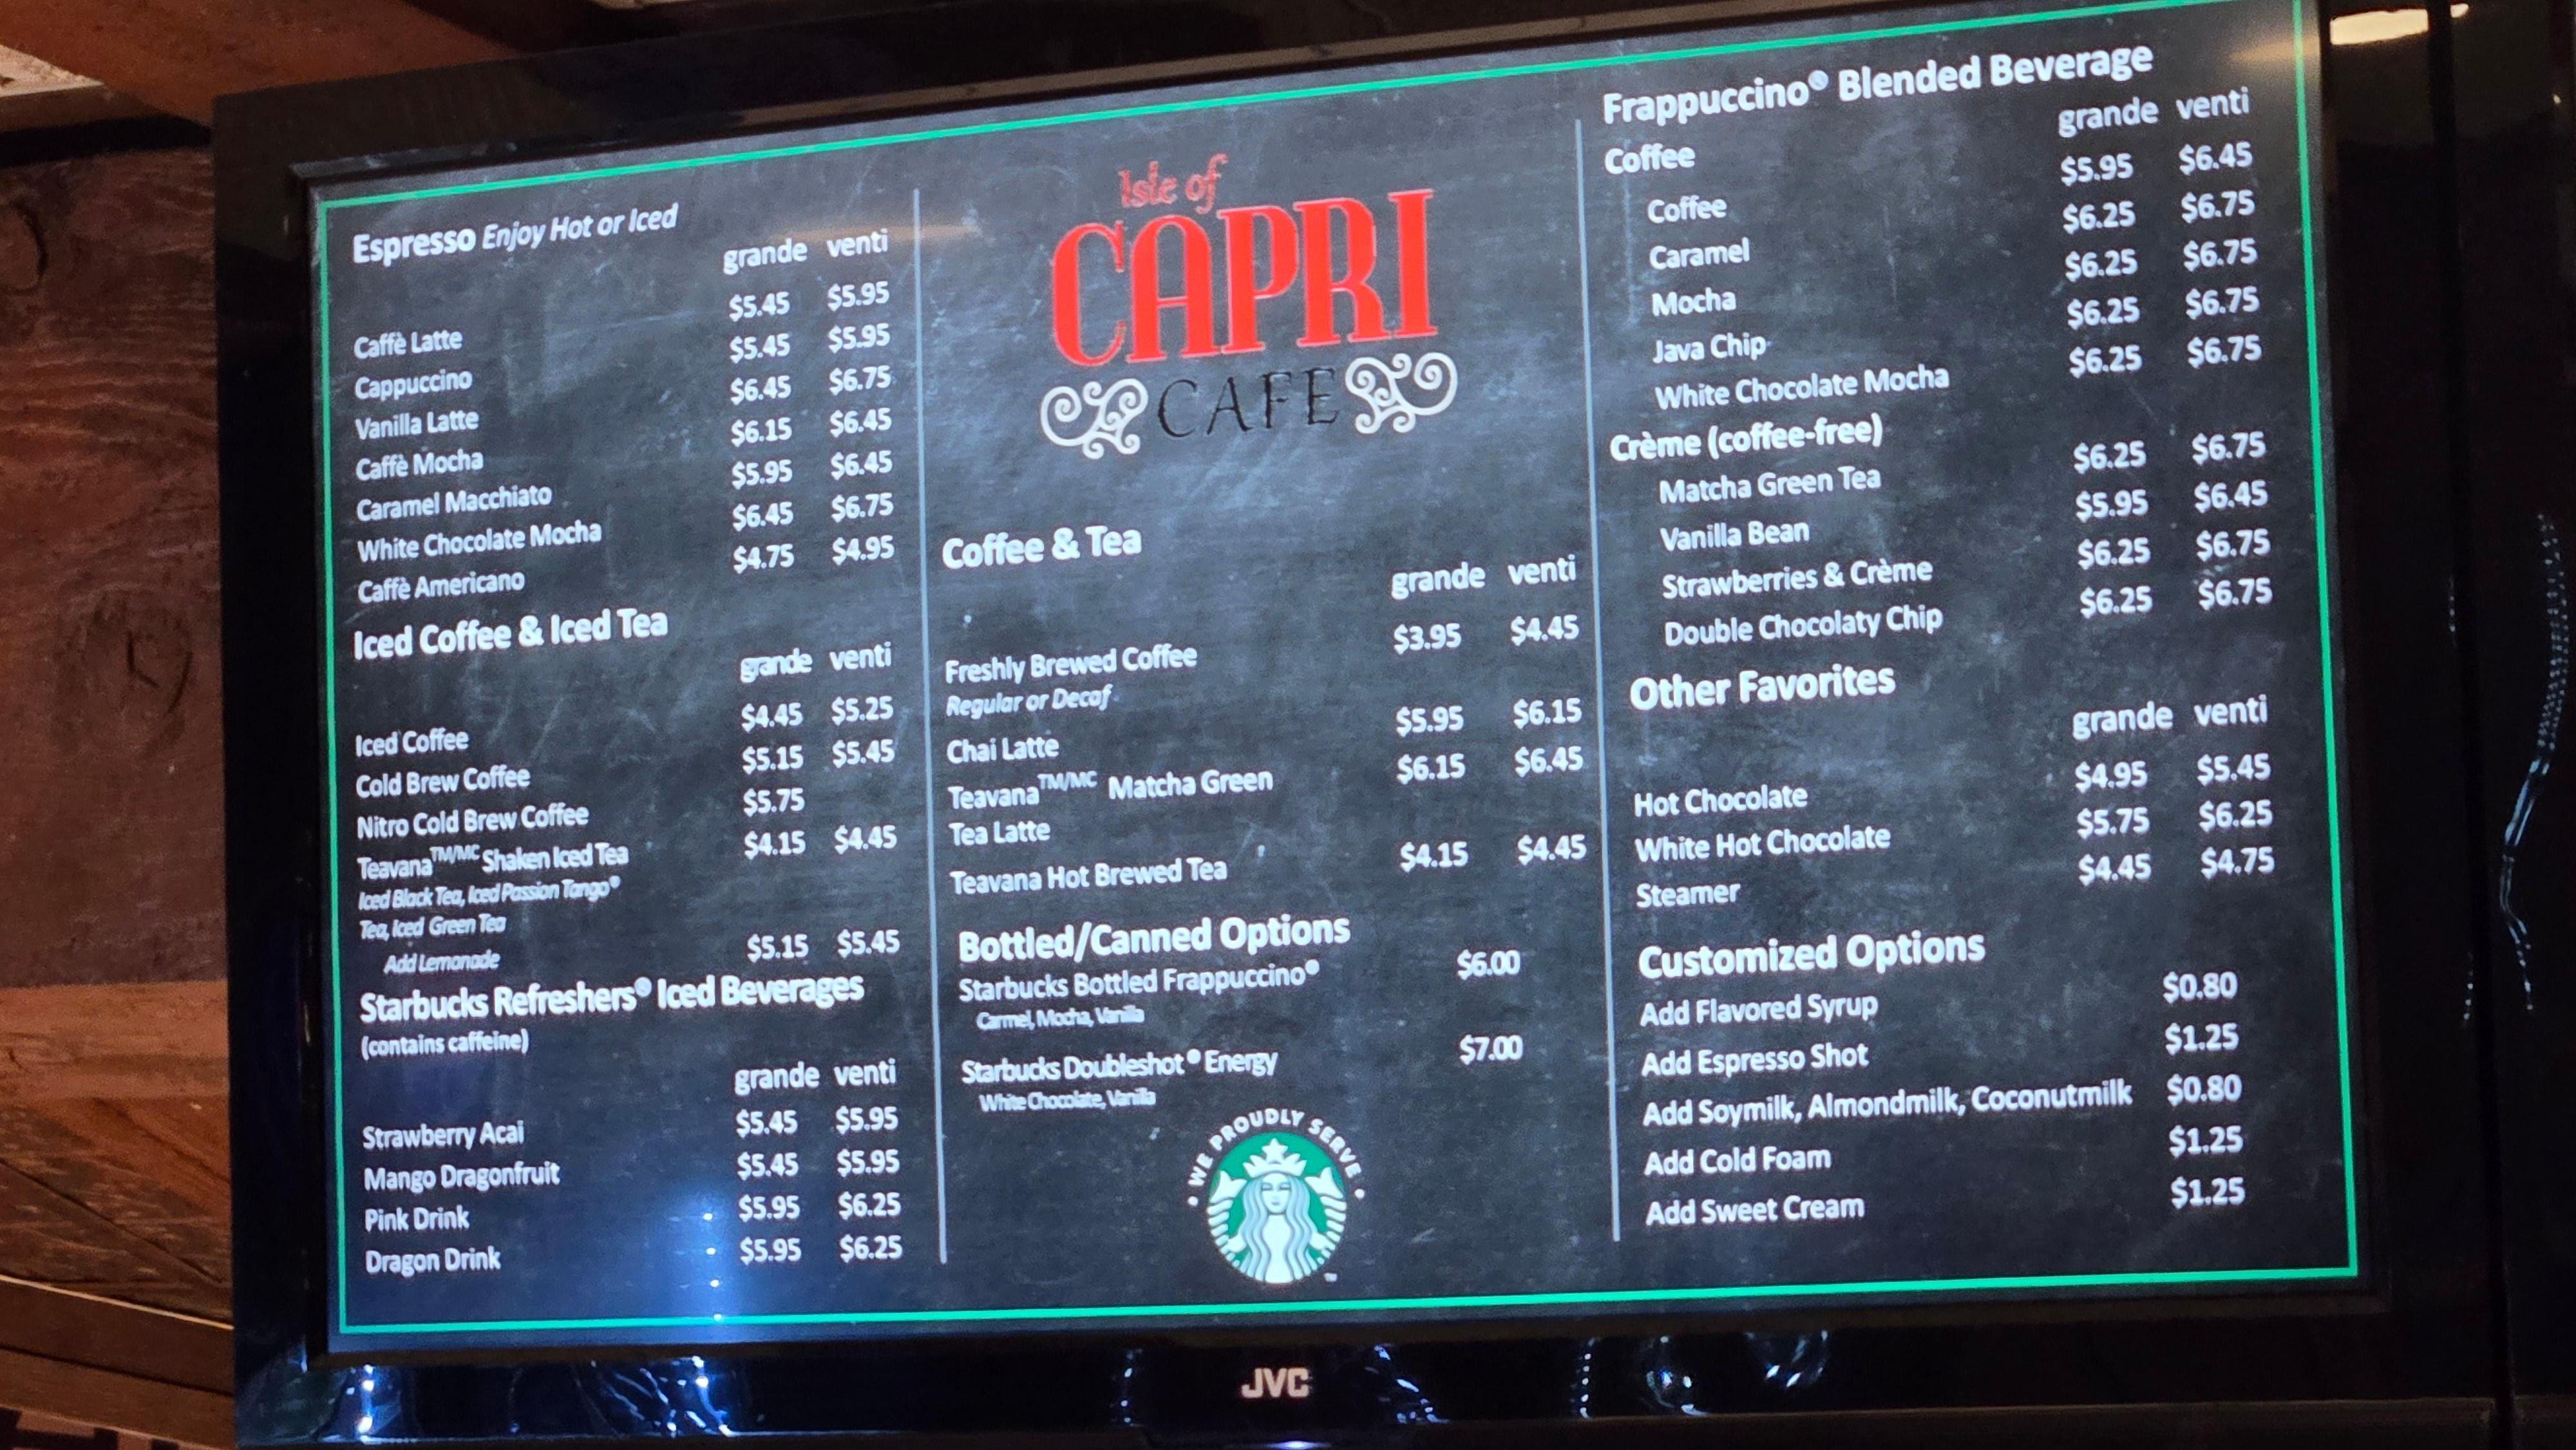 Espresso Enjoy Hot or Iced
grande venti
Caffè Latte $5.45 $5.95
Cappuccino $5.45 $5.95
Vanilla Latte $6.45 $6.75
Caffè Mocha $6.15 $6.45
Caramel Macchiato $5.95 $6.45
White Chocolate Mocha $6.45 $6.75
Caffè Americano $4.75 $4.95
Iced Coffee & Iced Tea
grande venti
Iced Coffee $4.45 $5.25
Cold Brew Coffee $5.15 $5.45
Nitro Cold Brew Coffee $5.75
Teavana™/MC Shaken Iced Tea $4.15 $4.45
Iced Black Tea, Iced Passion Tango®
Tea, Iced Green Tea
Add Lemonade $5.15 $5.45
Starbucks Refreshers® Iced Beverages
(contains caffeine)
grande venti
Strawberry Acai $5.45 $5.95
Mango Dragonfruit $5.45 $5.95
Pink Drink $5.95 $6.25
Dragon Drink $5.95 $6.25
Isle of
CAPRI
CAFE
Coffee & Tea
grande venti
Freshly Brewed Coffee $3.95 $4.45
Regular or Decaf
Chai Latte $5.95 $6.15
Teavana™/MC Matcha Green $6.15 $6.45
Tea Latte
Teavana Hot Brewed Tea $4.15 $4.45
Bottled/Canned Options
Starbucks Bottled Frappuccino® $6.00
Carmel, Mocha, Vanilla
Starbucks Doubleshot® Energy $7.00
White Chocolate, Vanilla
• WE PROUDLY SERVE •
Frappuccino® Blended Beverage
grande venti
Coffee
Coffee $5.95 $6.45
Caramel $6.25 $6.75
Mocha $6.25 $6.75
Java Chip $6.25 $6.75
White Chocolate Mocha $6.25 $6.75
Crème (coffee-free)
Matcha Green Tea $6.25 $6.75
Vanilla Bean $5.95 $6.45
Strawberries & Crème $6.25 $6.75
Double Chocolaty Chip $6.25 $6.75
Other Favorites
grande venti
Hot Chocolate $4.95 $5.45
White Hot Chocolate $5.75 $6.25
Steamer $4.45 $4.75
Customized Options
Add Flavored Syrup $0.80
Add Espresso Shot $1.25
Add Soymilk, Almondmilk, Coconutmilk $0.80
Add Cold Foam $1.25
Add Sweet Cream $1.25
JVC